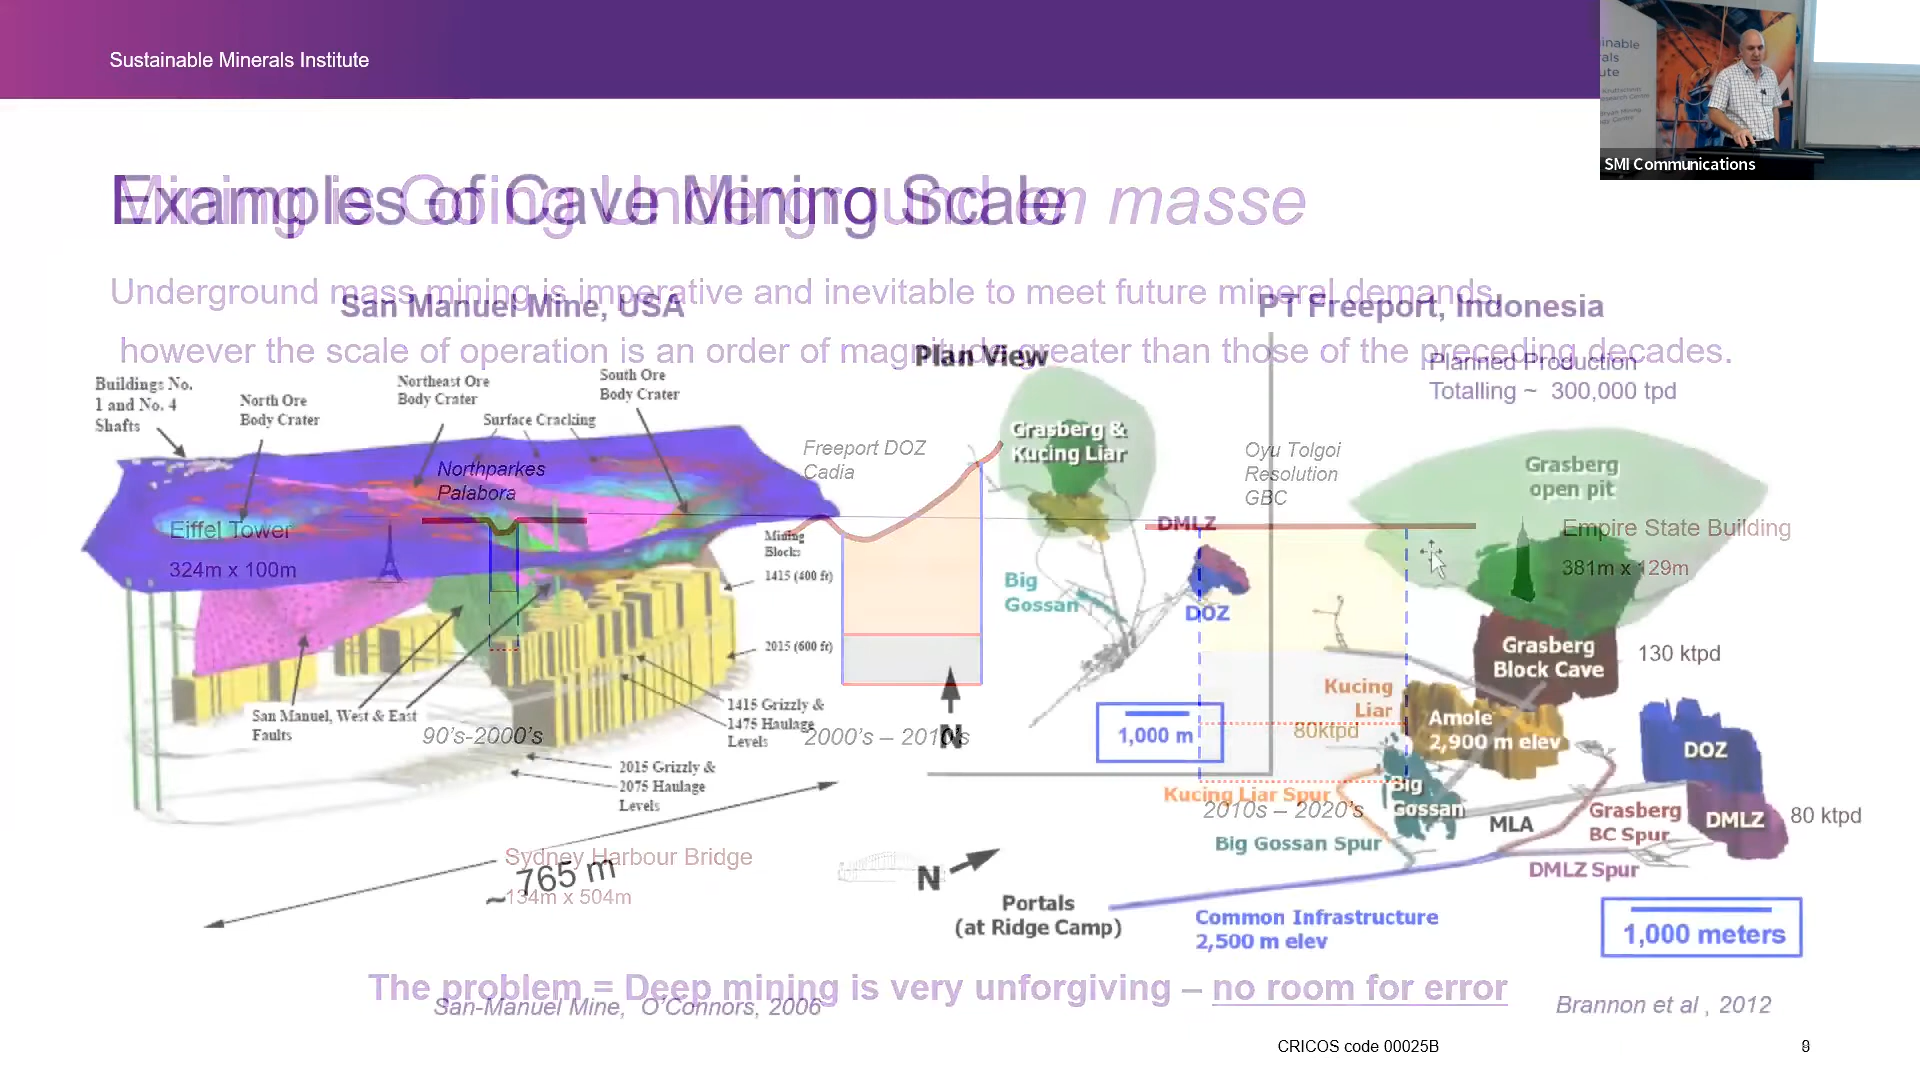 Sustainable Minerals Institute
inable
als
ute
SMI Communications
Examples of Cave Mining Scale
Mining is Going Underground en masse
Underground mass mining is imperative and inevitable to meet future mineral demands,
however the scale of operation is an order of magnitude greater than those of the preceding decades.
San Manuel Mine, USA
PT Freeport, Indonesia
Plan View
Planned Production
Totalling ~ 300,000 tpd
Buildings No.
1 and No. 4
Shafts
North Ore
Body Crater
Northeast Ore
Body Crater
Surface Cracking
South Ore
Body Crater
Northparkes
Palabora
Freeport DOZ
Cadia
Grasberg &
Kucing Liar
Oyu Tolgoi
Resolution
GBC
Grasberg
open pit
Eiffel Tower
324m x 100m
Mining
Blocks
1415 (400 ft)
2015 (600 ft)
DMLZ
Big
Gossan
DOZ
Empire State Building
381m x 129m
Grasberg
Block Cave
130 ktpd
San Manuel, West & East
Faults
1415 Grizzly &
1475 Haulage
Levels
2015 Grizzly &
2075 Haulage
Levels
90's-2000's
2000's – 2010's
N
1,000 m
80ktpd
Kucing
Liar
Amole
2,900 m elev
DOZ
Kucing Liar Spur
2010s – 2020's
Big
Gossan
MLA
Grasberg
BC Spur
DMLZ
80 ktpd
Big Gossan Spur
DMLZ Spur
Sydney Harbour Bridge
134m x 504m
~765 m
N
Portals
(at Ridge Camp)
Common Infrastructure
2,500 m elev
1,000 meters
The problem = Deep mining is very unforgiving – no room for error
San-Manuel Mine, O'Connors, 2006
Brannon et al , 2012
CRICOS code 00025B